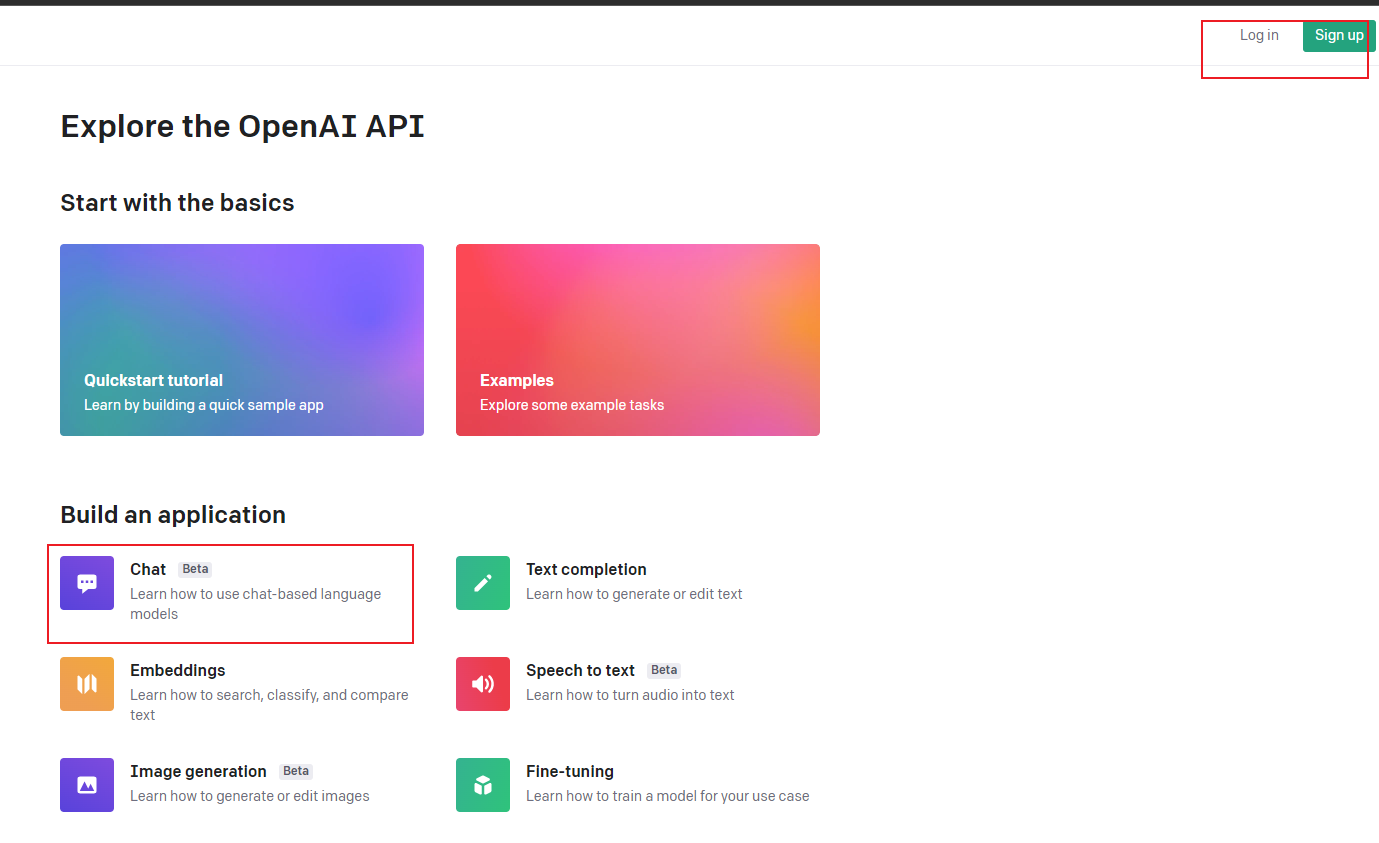 Log in
Sign up
Explore the OpenAI API
Start with the basics
Quickstart tutorial
Learn by building a quick sample app
Examples
Explore some example tasks
Build an application
Chat Beta
Learn how to use chat-based language
models
Text completion
Learn how to generate or edit text
Embeddings
Learn how to search, classify, and compare
text
Speech to text Beta
Learn how to turn audio into text
Image generation Beta
Learn how to generate or edit images
Fine-tuning
Learn how to train a model for your use case